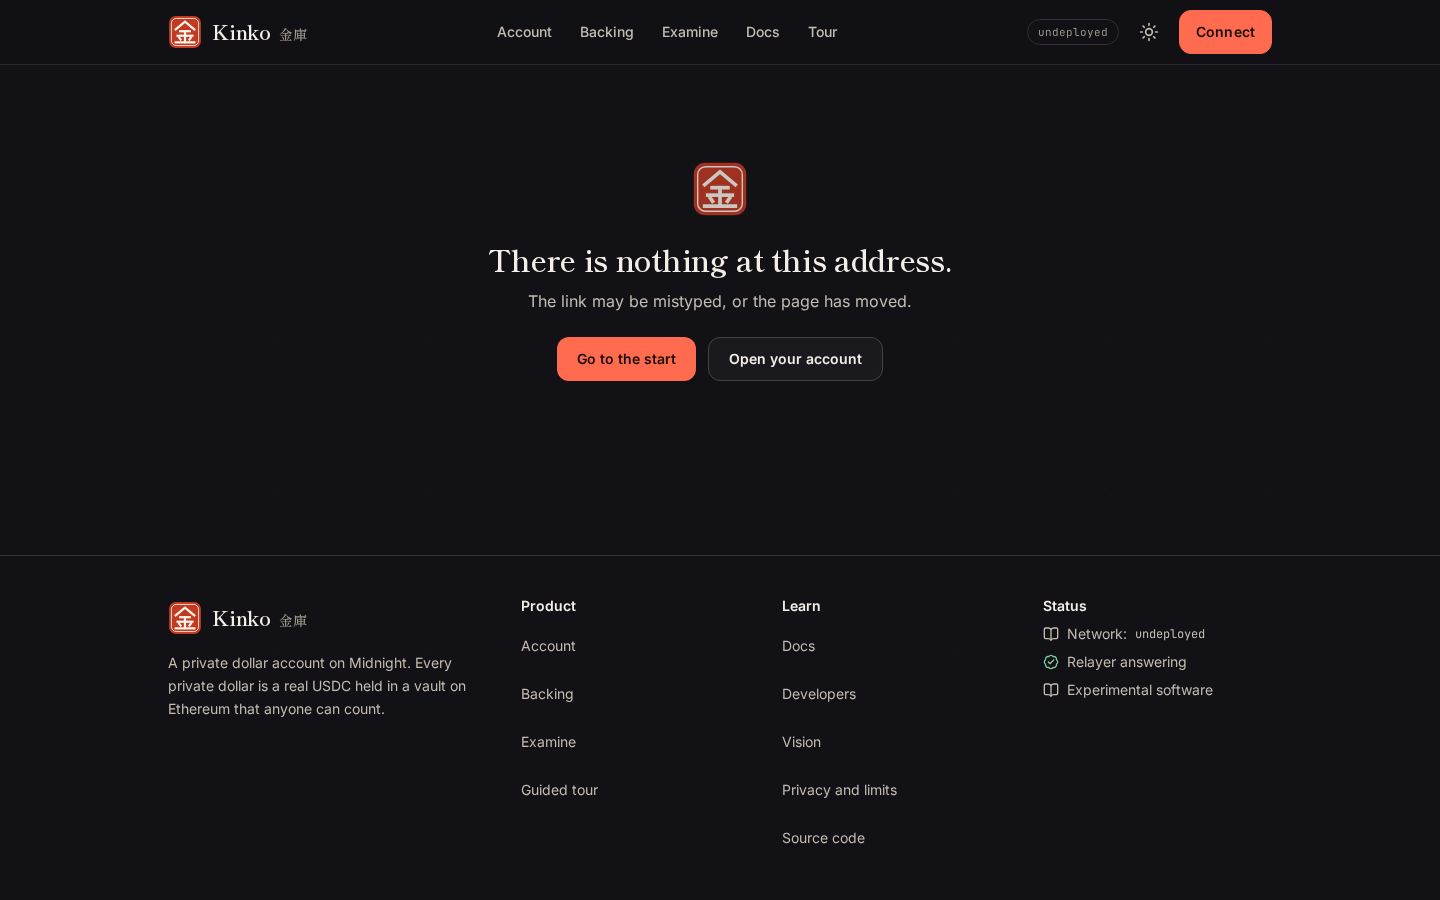 金 Kinko 金庫
Account
Backing
Examine
Docs
Tour
undeployed
Connect
金
There is nothing at this address.
The link may be mistyped, or the page has moved.
Go to the start
Open your account
金 Kinko 金庫
A private dollar account on Midnight. Every
private dollar is a real USDC held in a vault on
Ethereum that anyone can count.
Product
Account
Backing
Examine
Guided tour
Learn
Docs
Developers
Vision
Privacy and limits
Source code
Status
Network: undeployed
Relayer answering
Experimental software